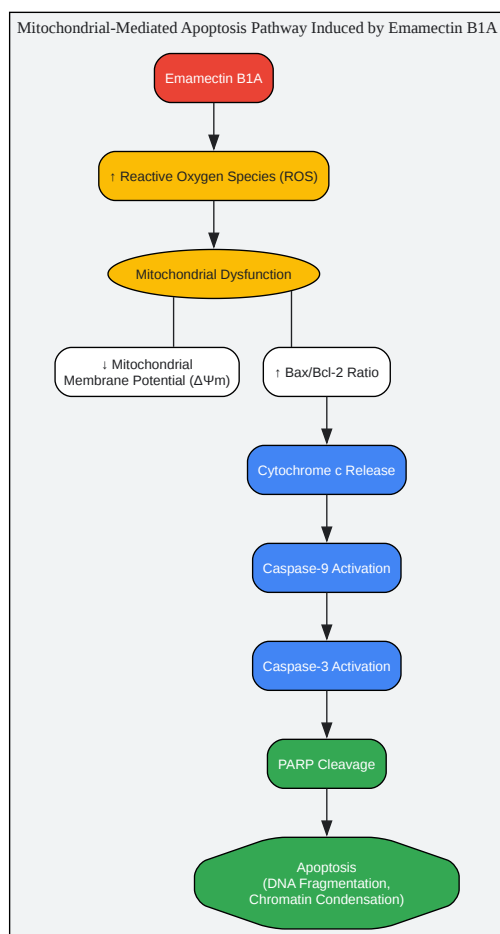 Mitochondrial-Mediated Apoptosis Pathway Induced by Emamectin B1A
Emamectin B1A
↑ Reactive Oxygen Species (ROS)
Mitochondrial Dysfunction
↓ Mitochondrial
Membrane Potential (ΔΨm)
↑ Bax/Bcl-2 Ratio
Cytochrome c Release
Caspase-9 Activation
Caspase-3 Activation
PARP Cleavage
Apoptosis
(DNA Fragmentation,
Chromatin Condensation)